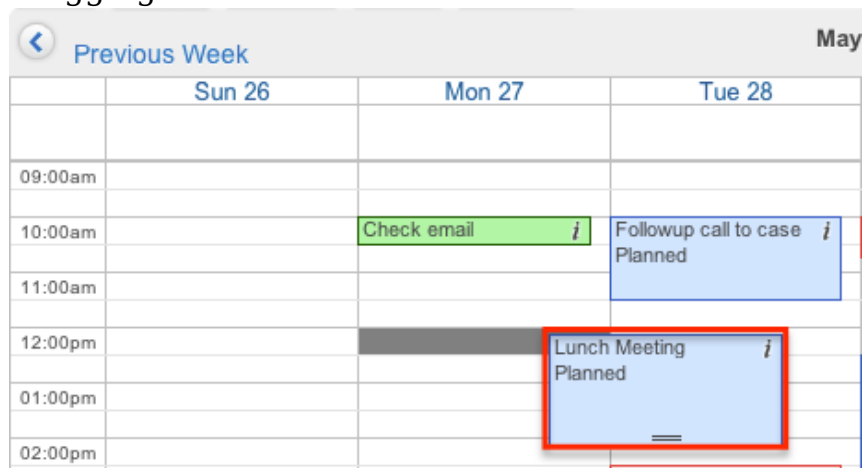 Previous Week
May
Sun 26
Mon 27
Tue 28
09:00am
10:00am
Check email i
Followup call to case i
Planned
11:00am
12:00pm
Lunch Meeting i
Planned
01:00pm
02:00pm